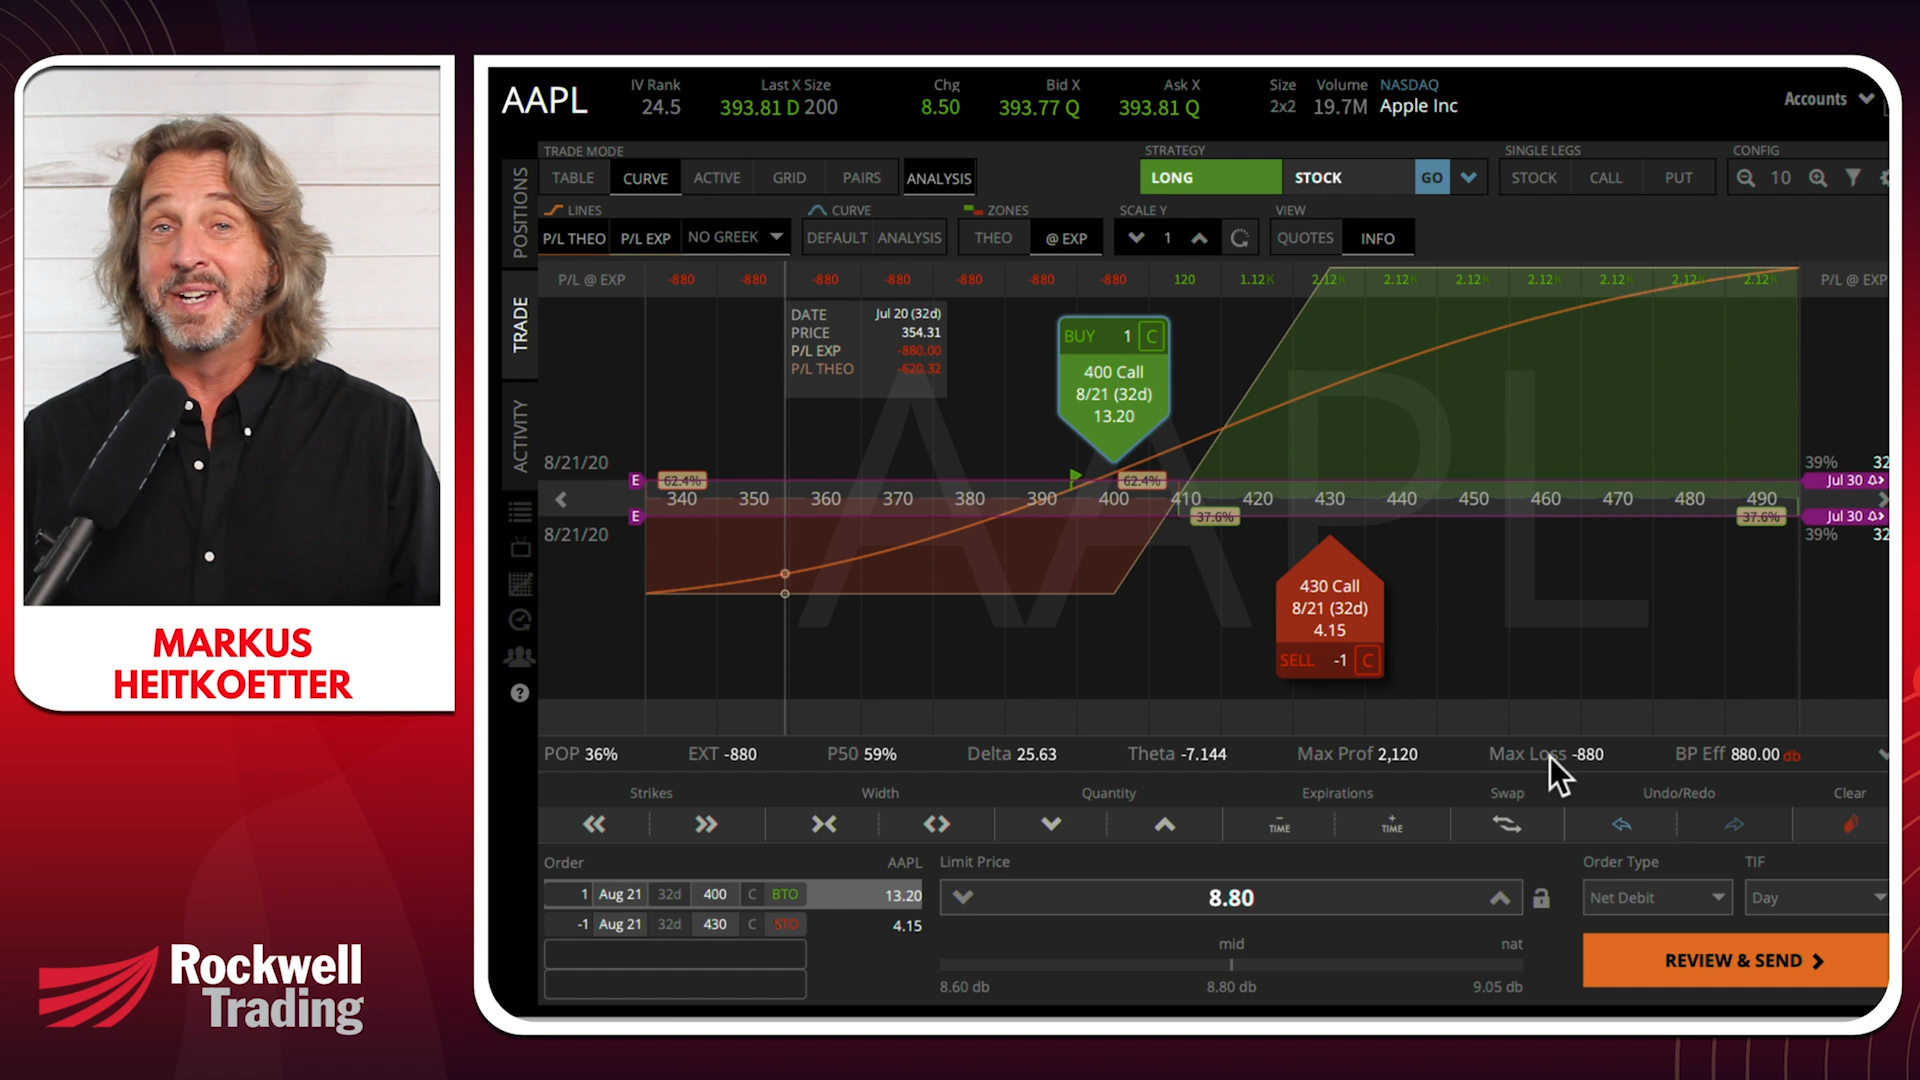 MARKUS
HEITKOETTER
Rockwell
Trading
AAPL
IV Rank
24.5
Last X Size
393.81 D 200
Chg
8.50
Bid X
393.77 Q
Ask X
393.81 Q
Size
2x2
Volume
19.7M
NASDAQ
Apple Inc
Accounts
POSITIONS
TRADE
ACTIVITY
TRADE MODE
TABLE CURVE ACTIVE GRID PAIRS ANALYSIS
STRATEGY
LONG STOCK GO
SINGLE LEGS
STOCK CALL PUT
CONFIG
10
LINES
P/L THEO P/L EXP NO GREEK
CURVE
DEFAULT ANALYSIS
ZONES
THEO @ EXP
SCALE Y
1
VIEW
QUOTES INFO
P/L @ EXP -880 -880 -880 -880 -880 -880 -880 120 1.12K 2.12K 2.12K 2.12K 2.12K 2.12K 2.12K 2.12K P/L @ EXP
DATE Jul 20 (32d)
PRICE 354.31
P/L EXP -880.00
P/L THEO -620.32
BUY 1 C
400 Call
8/21 (32d)
13.20
AAPL
8/21/20 39% 32
E 62.4% 62.4% Jul 30
340 350 360 370 380 390 400 410 420 430 440 450 460 470 480 490
E 37.6% 37.6% Jul 30
8/21/20 39% 32
430 Call
8/21 (32d)
4.15
SELL -1 C
POP 36% EXT -880 P50 59% Delta 25.63 Theta -7.144 Max Prof 2,120 Max Loss -880 BP Eff 880.00 db
Strikes Width Quantity Expirations Swap Undo/Redo Clear
- TIME + TIME
Order AAPL
1 Aug 21 32d 400 C BTO 13.20
-1 Aug 21 32d 430 C STO 4.15
Limit Price
8.80
mid nat
8.60 db 8.80 db 9.05 db
Order Type
Net Debit
TIF
Day
REVIEW & SEND